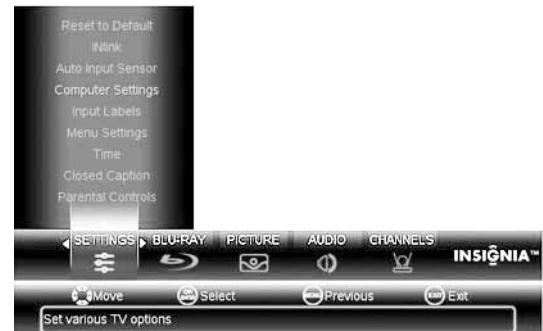 Reset to Default
INlink
Auto Input Sensor
Computer Settings
Input Labels
Menu Settings
Time
Closed Caption
Parental Controls
SETTINGS BLU-RAY PICTURE AUDIO CHANNELS
INSIGNIA™
Move Select Previous Exit
Set various TV options